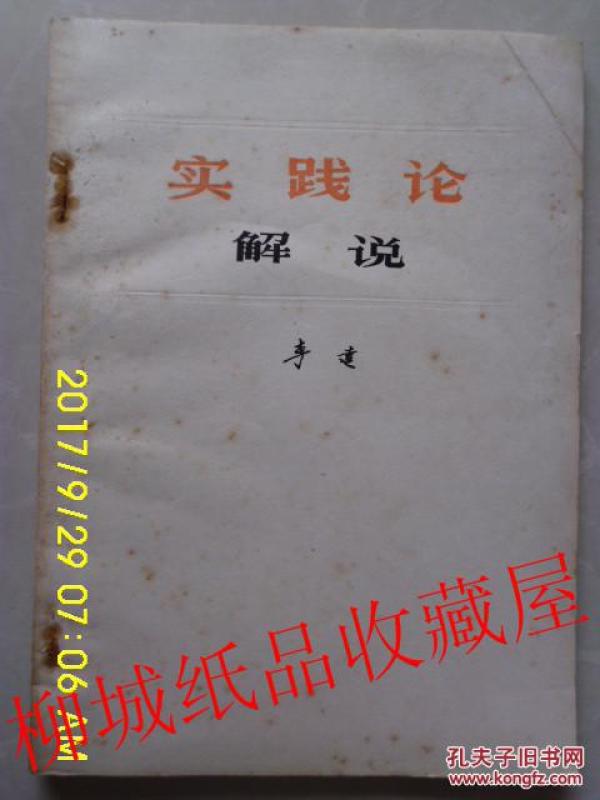 实践论
解说
李达
2017/9/29 07:06 AM
柳城纸品收藏屋
孔夫子旧书网
www.kongfz.com